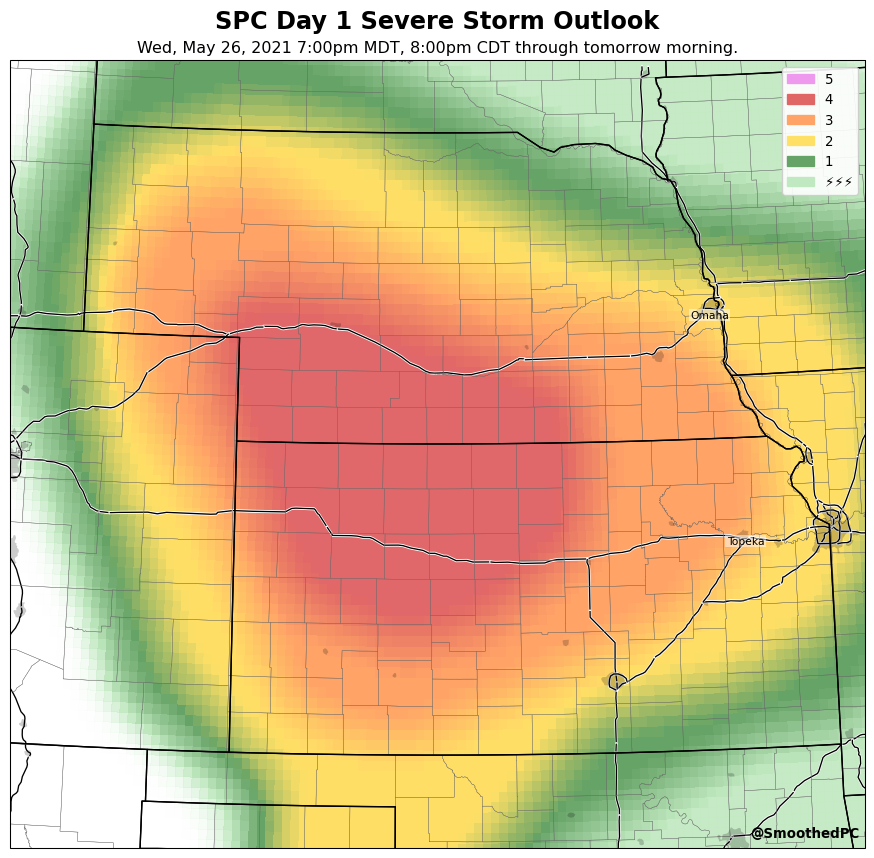 SPC Day 1 Severe Storm Outlook
Wed, May 26, 2021 7:00pm MDT, 8:00pm CDT through tomorrow morning.
5
4
3
2
1
⚡⚡⚡
Omaha
Topeka
@SmoothedPC